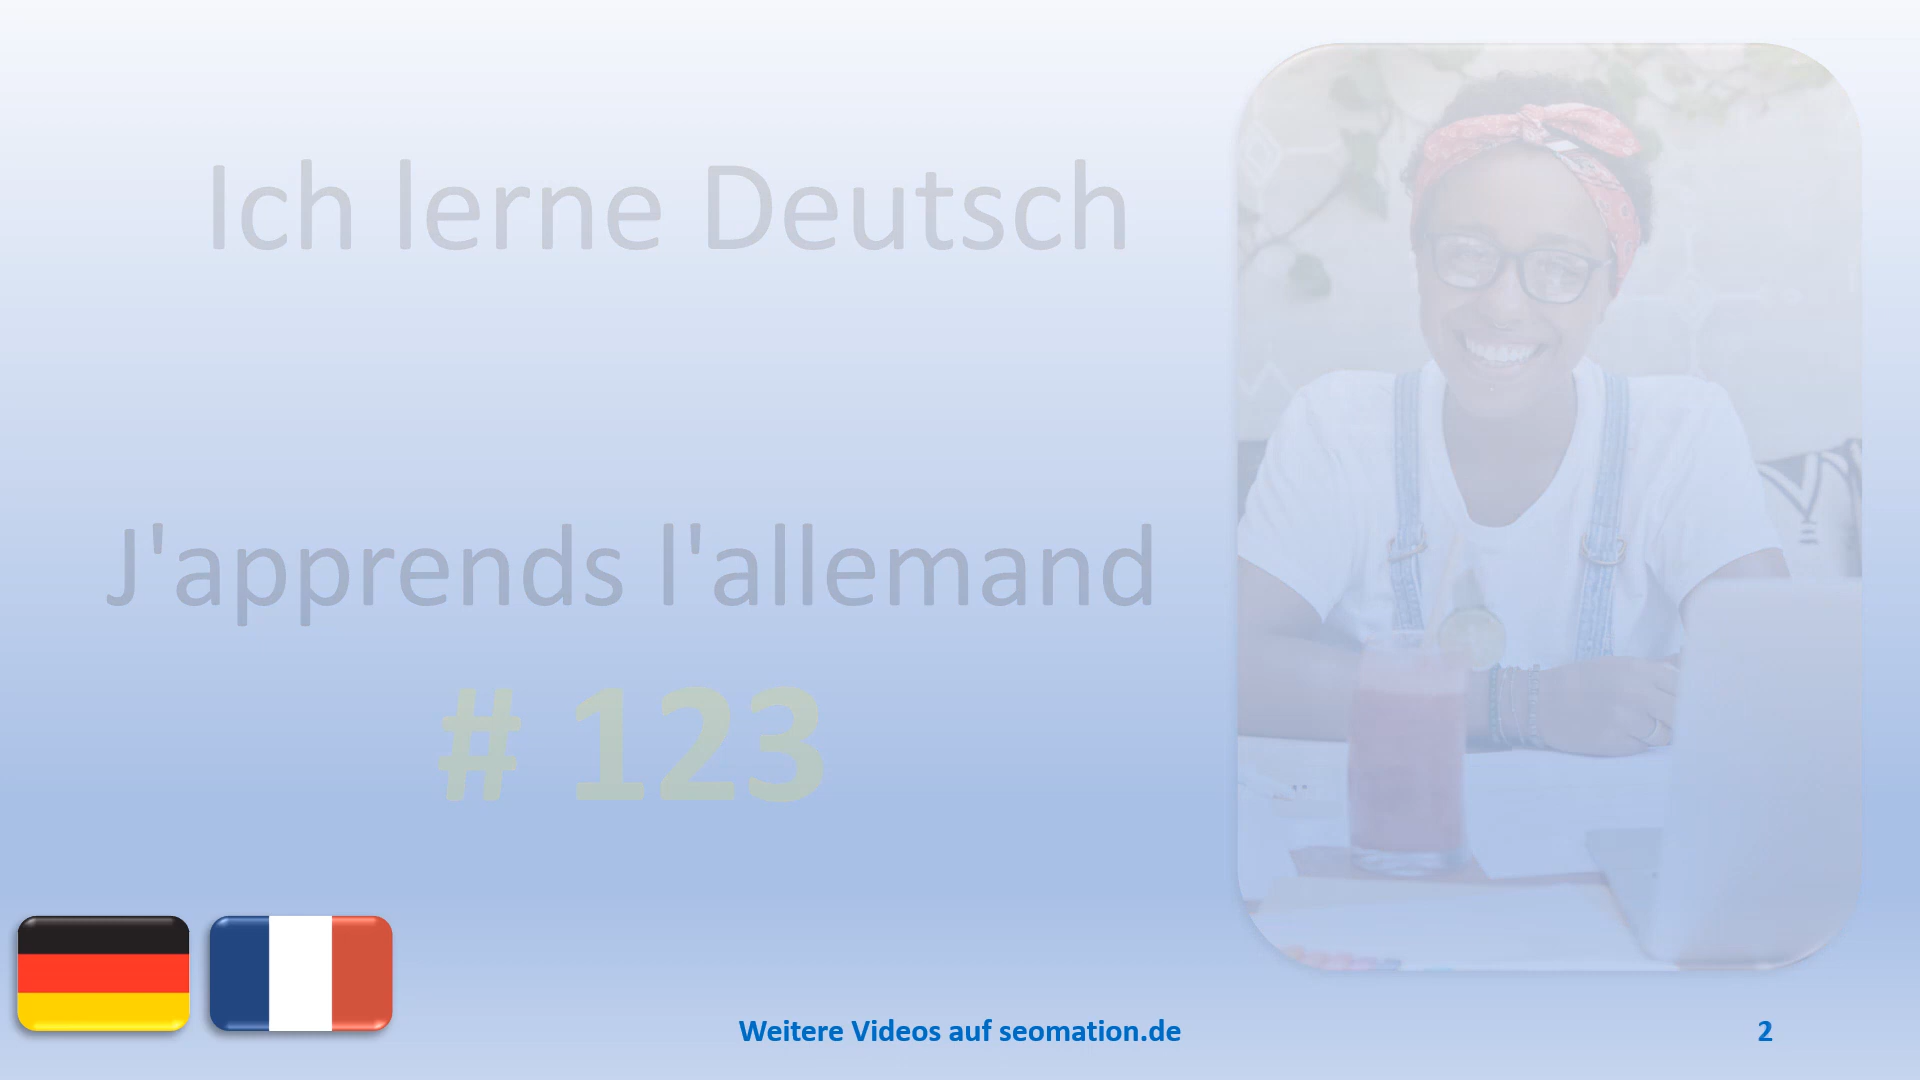 Ich lerne Deutsch
J'apprends l'allemand
# 123
Weitere Videos auf seomation.de
2